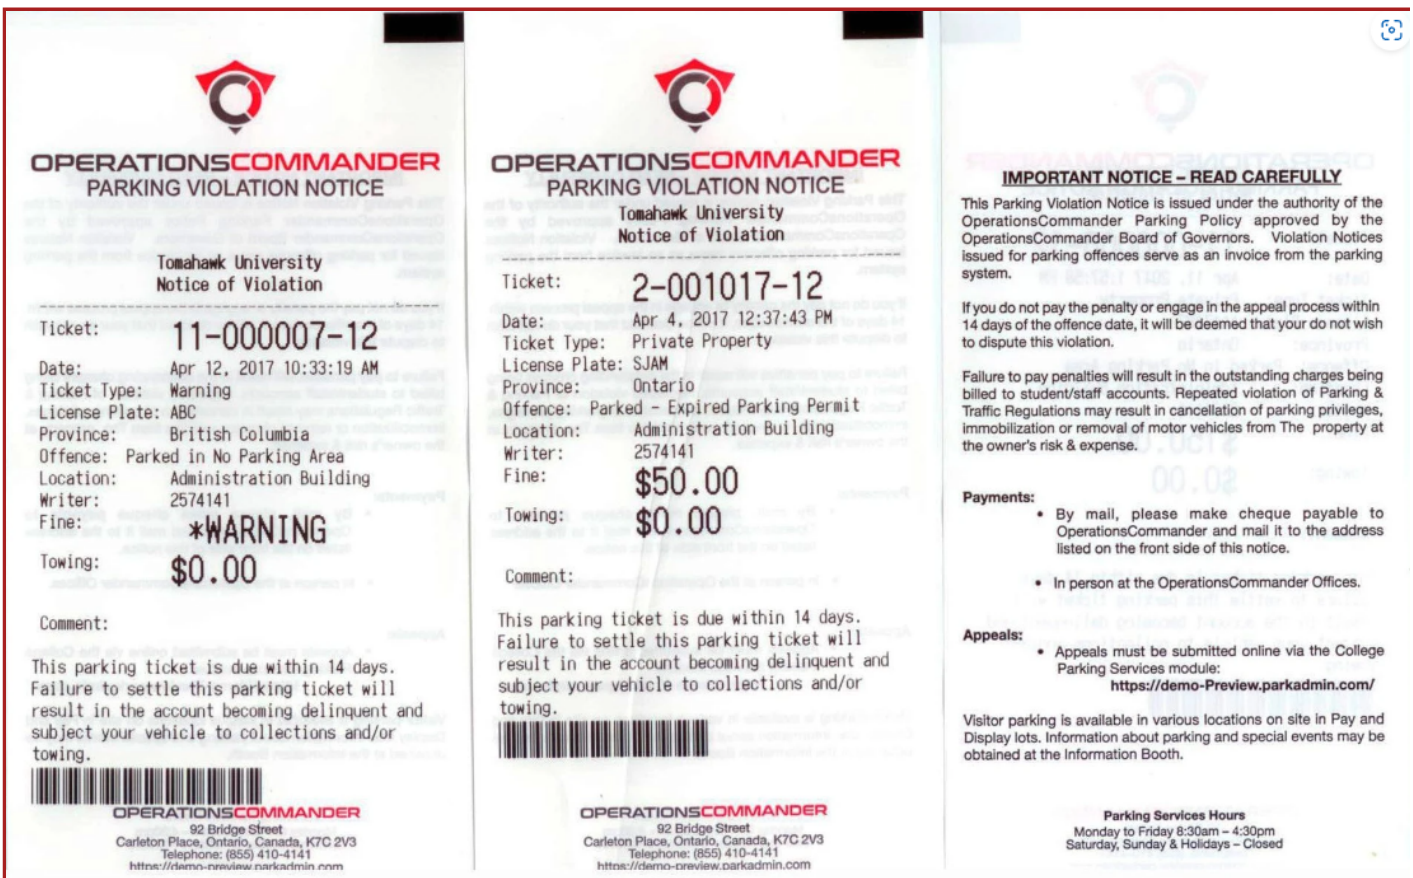 OPERATIONSCOMMANDER
PARKING VIOLATION NOTICE
Tomahawk University
Notice of Violation
Ticket: 11-000007-12
Date: Apr 12, 2017 10:33:19 AM
Ticket Type: Warning
License Plate: ABC
Province: British Columbia
Offence: Parked in No Parking Area
Location: Administration Building
Writer: 2574141
Fine: *WARNING
Towing: $0.00
Comment:
This parking ticket is due within 14 days.
Failure to settle this parking ticket will
result in the account becoming delinquent and
subject your vehicle to collections and/or
towing.
OPERATIONSCOMMANDER
92 Bridge Street
Carleton Place, Ontario, Canada, K7C 2V3
Telephone: (855) 410-4141
https://demo-preview.parkadmin.com
OPERATIONSCOMMANDER
PARKING VIOLATION NOTICE
Tomahawk University
Notice of Violation
Ticket: 2-001017-12
Date: Apr 4, 2017 12:37:43 PM
Ticket Type: Private Property
License Plate: SJAM
Province: Ontario
Offence: Parked - Expired Parking Permit
Location: Administration Building
Writer: 2574141
Fine: $50.00
Towing: $0.00
Comment:
This parking ticket is due within 14 days.
Failure to settle this parking ticket will
result in the account becoming delinquent and
subject your vehicle to collections and/or
towing.
OPERATIONSCOMMANDER
92 Bridge Street
Carleton Place, Ontario, Canada, K7C 2V3
Telephone: (855) 410-4141
https://demo-preview.parkadmin.com
IMPORTANT NOTICE – READ CAREFULLY
This Parking Violation Notice is issued under the authority of the
OperationsCommander Parking Policy approved by the
OperationsCommander Board of Governors. Violation Notices
issued for parking offences serve as an invoice from the parking
system.
If you do not pay the penalty or engage in the appeal process within
14 days of the offence date, it will be deemed that your do not wish
to dispute this violation.
Failure to pay penalties will result in the outstanding charges being
billed to student/staff accounts. Repeated violation of Parking &
Traffic Regulations may result in cancellation of parking privileges,
immobilization or removal of motor vehicles from The property at
the owner's risk & expense.
Payments:
• By mail, please make cheque payable to
OperationsCommander and mail it to the address
listed on the front side of this notice.
• In person at the OperationsCommander Offices.
Appeals:
• Appeals must be submitted online via the College
Parking Services module:
https://demo-Preview.parkadmin.com/
Visitor parking is available in various locations on site in Pay and
Display lots. Information about parking and special events may be
obtained at the Information Booth.
Parking Services Hours
Monday to Friday 8:30am – 4:30pm
Saturday, Sunday & Holidays – Closed